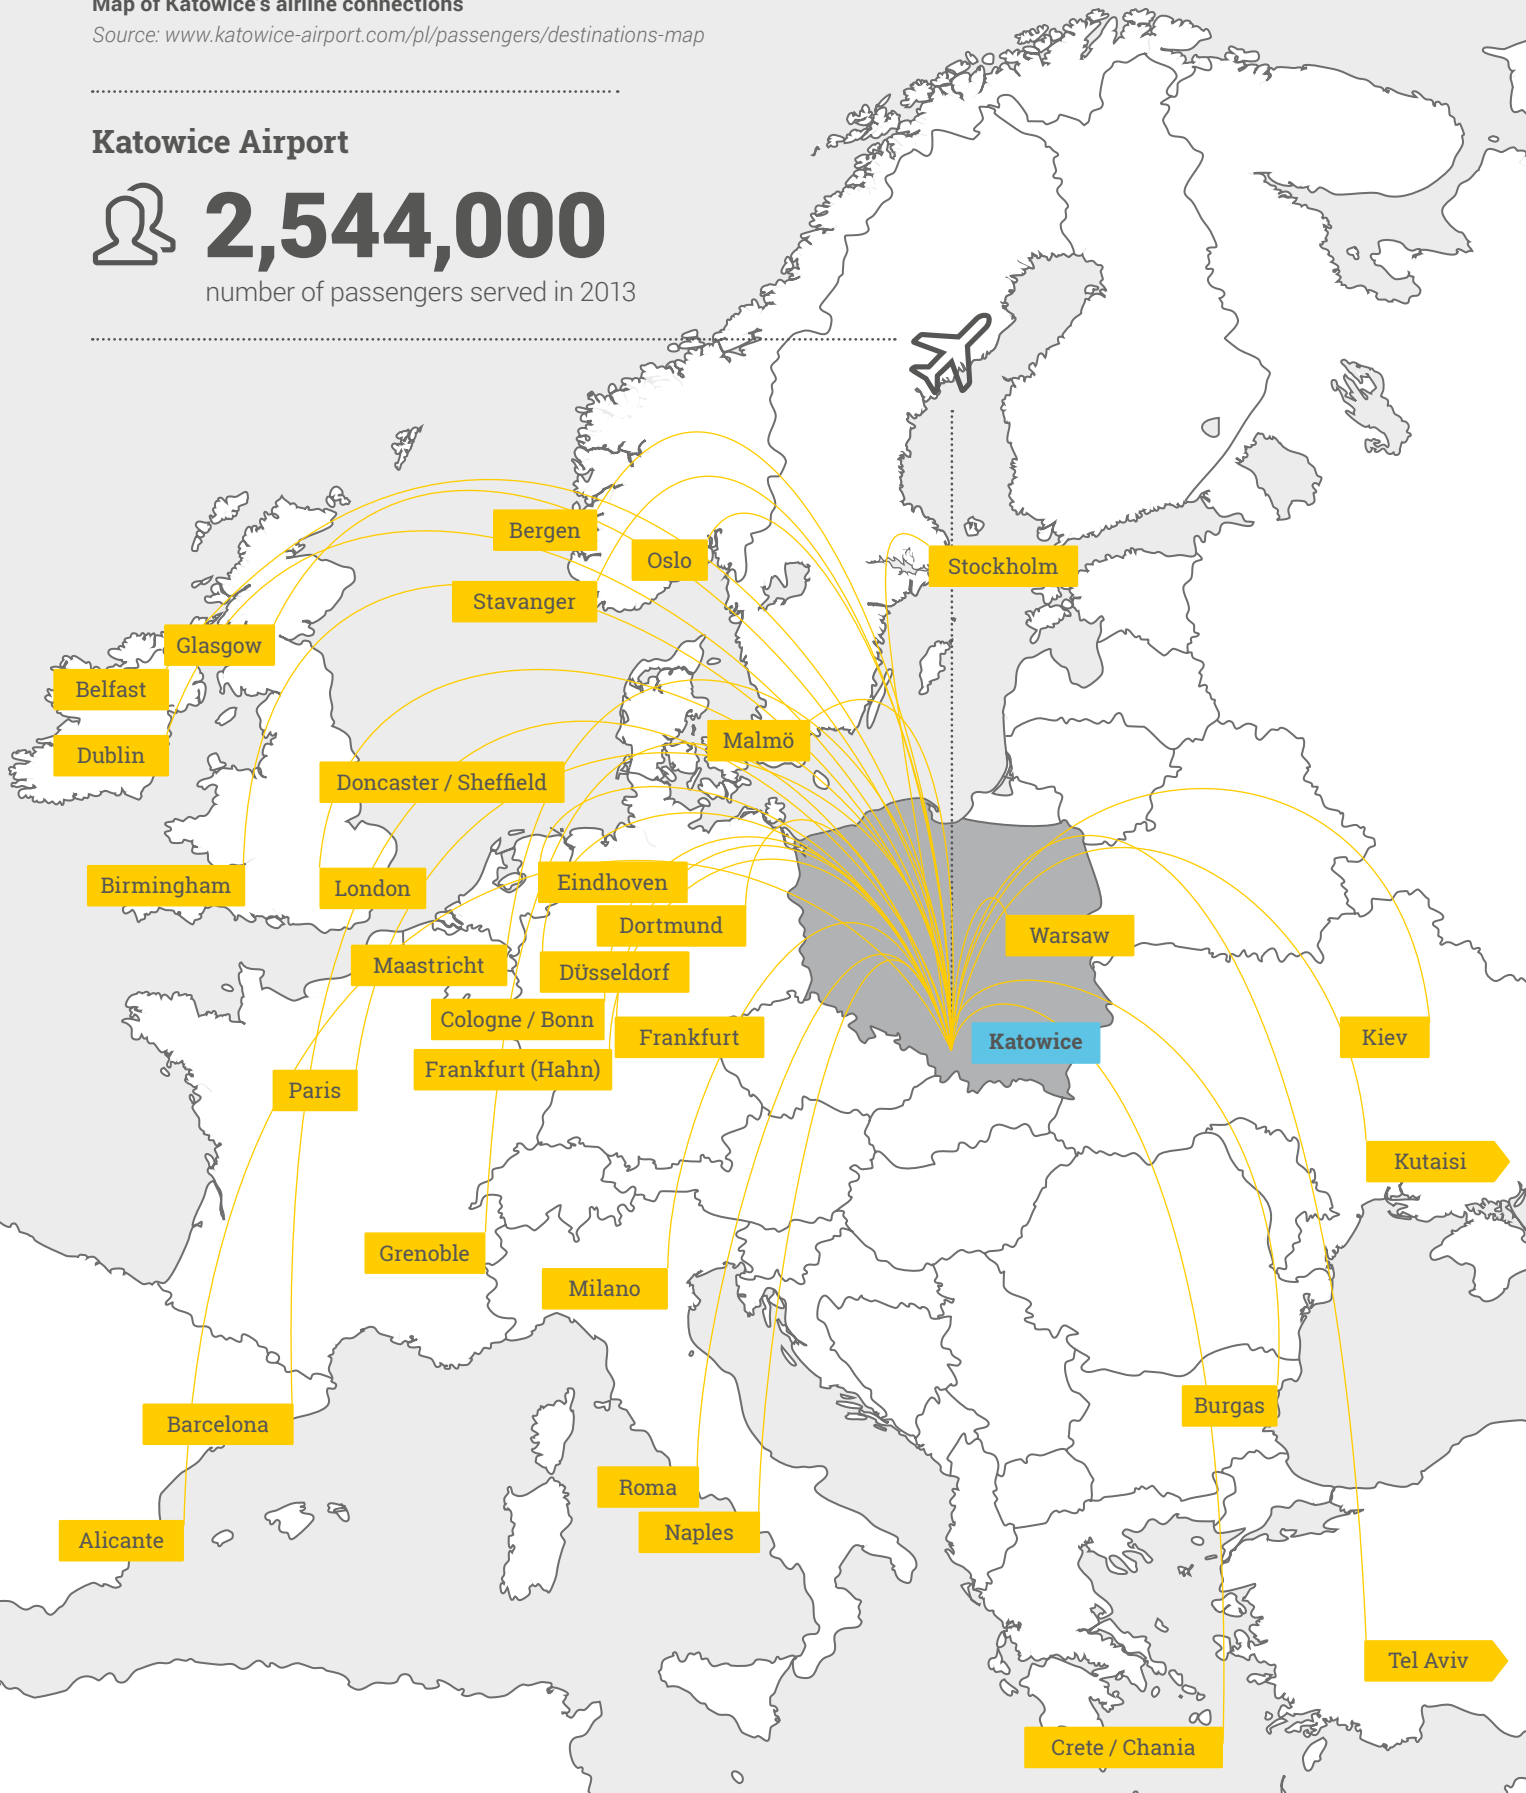 Map of Katowice's airline connections
Source: www.katowice-airport.com/pl/passengers/destinations-map
Katowice Airport
2,544,000
number of passengers served in 2013
Bergen
Oslo
Stockholm
Stavanger
Glasgow
Belfast
Malmö
Dublin
Doncaster / Sheffield
Birmingham
London
Eindhoven
Dortmund
Warsaw
Maastricht
DÜsseldorf
Cologne / Bonn
Frankfurt
Katowice
Kiev
Frankfurt (Hahn)
Paris
Kutaisi
Grenoble
Milano
Burgas
Barcelona
Roma
Naples
Alicante
Tel Aviv
Crete / Chania